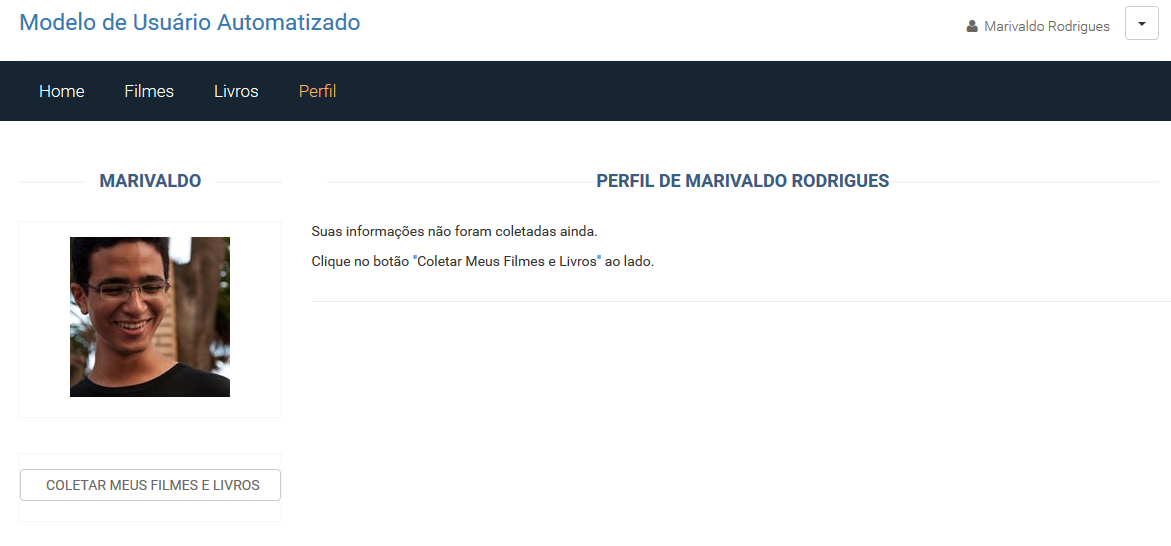 Modelo de Usuário Automatizado
Marivaldo Rodrigues
Home Filmes Livros Perfil
MARIVALDO
PERFIL DE MARIVALDO RODRIGUES
Suas informações não foram coletadas ainda.
Clique no botão "Coletar Meus Filmes e Livros" ao lado.
COLETAR MEUS FILMES E LIVROS